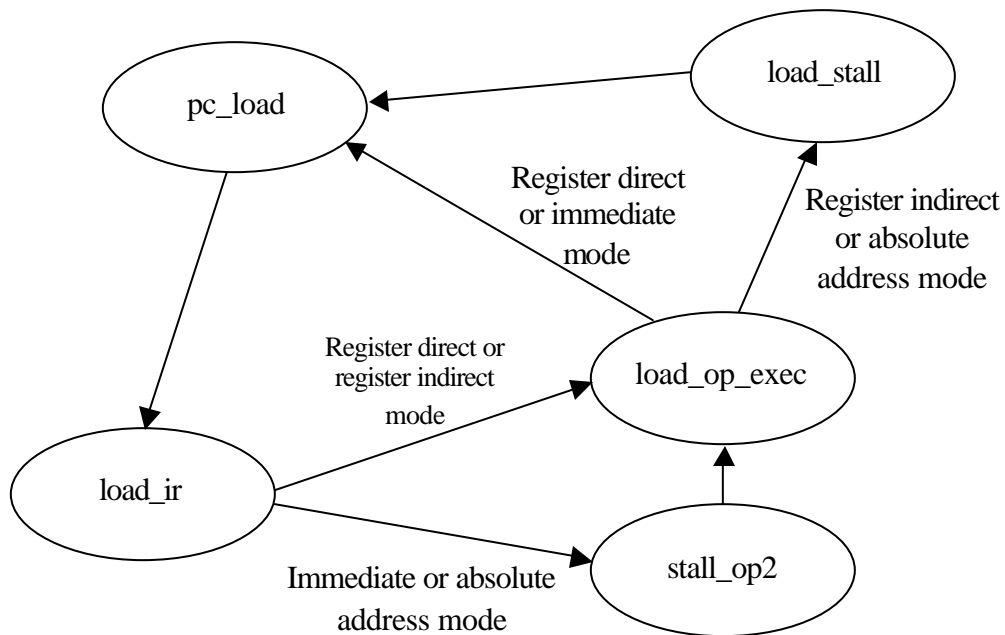 load_stall
pc_load
Register direct
or immediate
mode
Register indirect
or absolute
address mode
Register direct or
register indirect
mode
load_op_exec
load_ir
stall_op2
Immediate or absolute
address mode